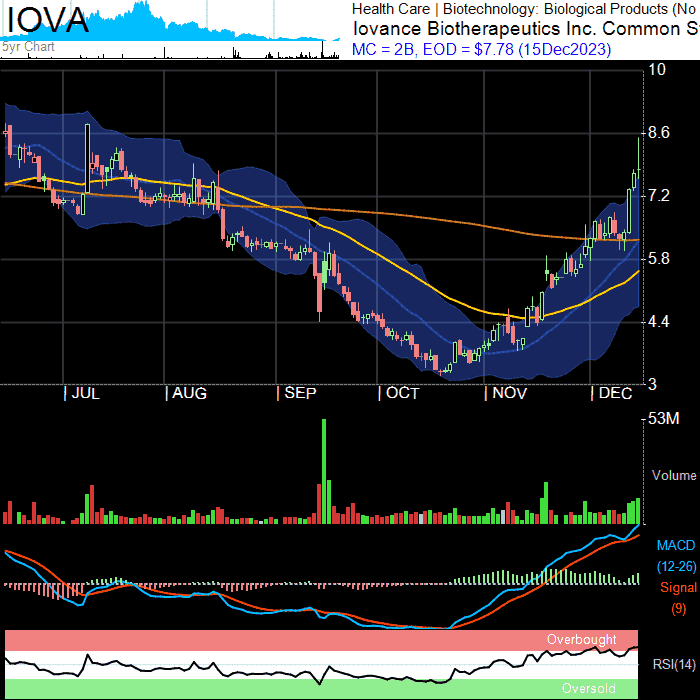 IOVA
5yr Chart
Health Care | Biotechnology: Biological Products (No
Iovance Biotherapeutics Inc. Common S
MC = 2B, EOD = $7.78 (15Dec2023)
10
8.6
7.2
5.8
4.4
3
| JUL | AUG | SEP | OCT | NOV | DEC
53M
Volume
MACD
(12-26)
Signal
(9)
Overbought
RSI(14)
Oversold